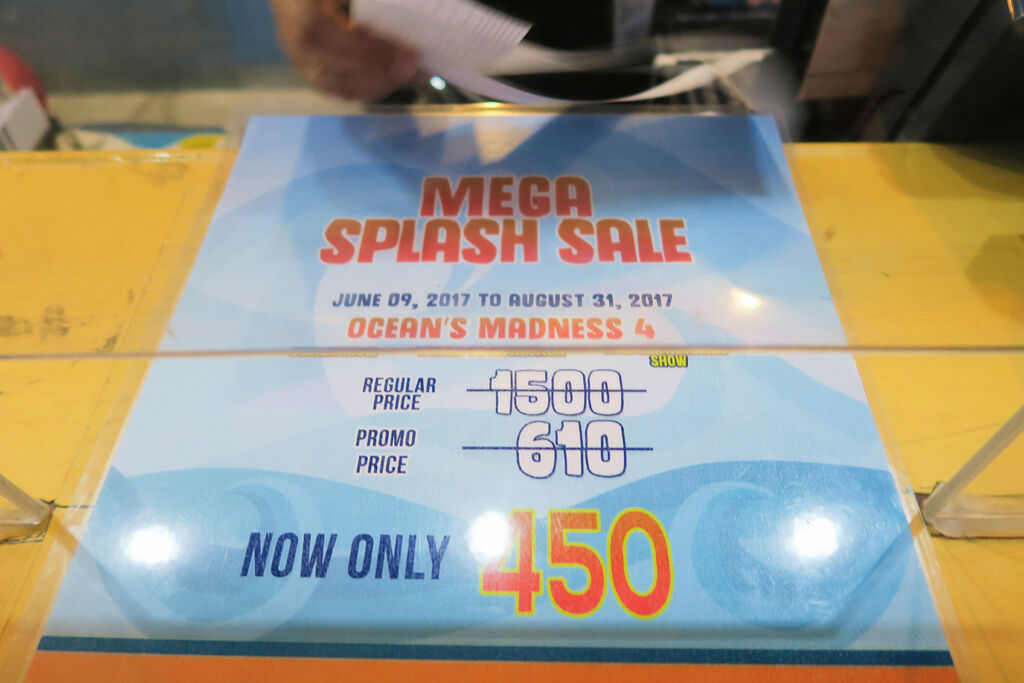 MEGA
SPLASH SALE
JUNE 09, 2017 TO AUGUST 31, 2017
OCEAN'S MADNESS 4
SHOW
REGULAR PRICE 1500
PROMO PRICE 610
NOW ONLY 450